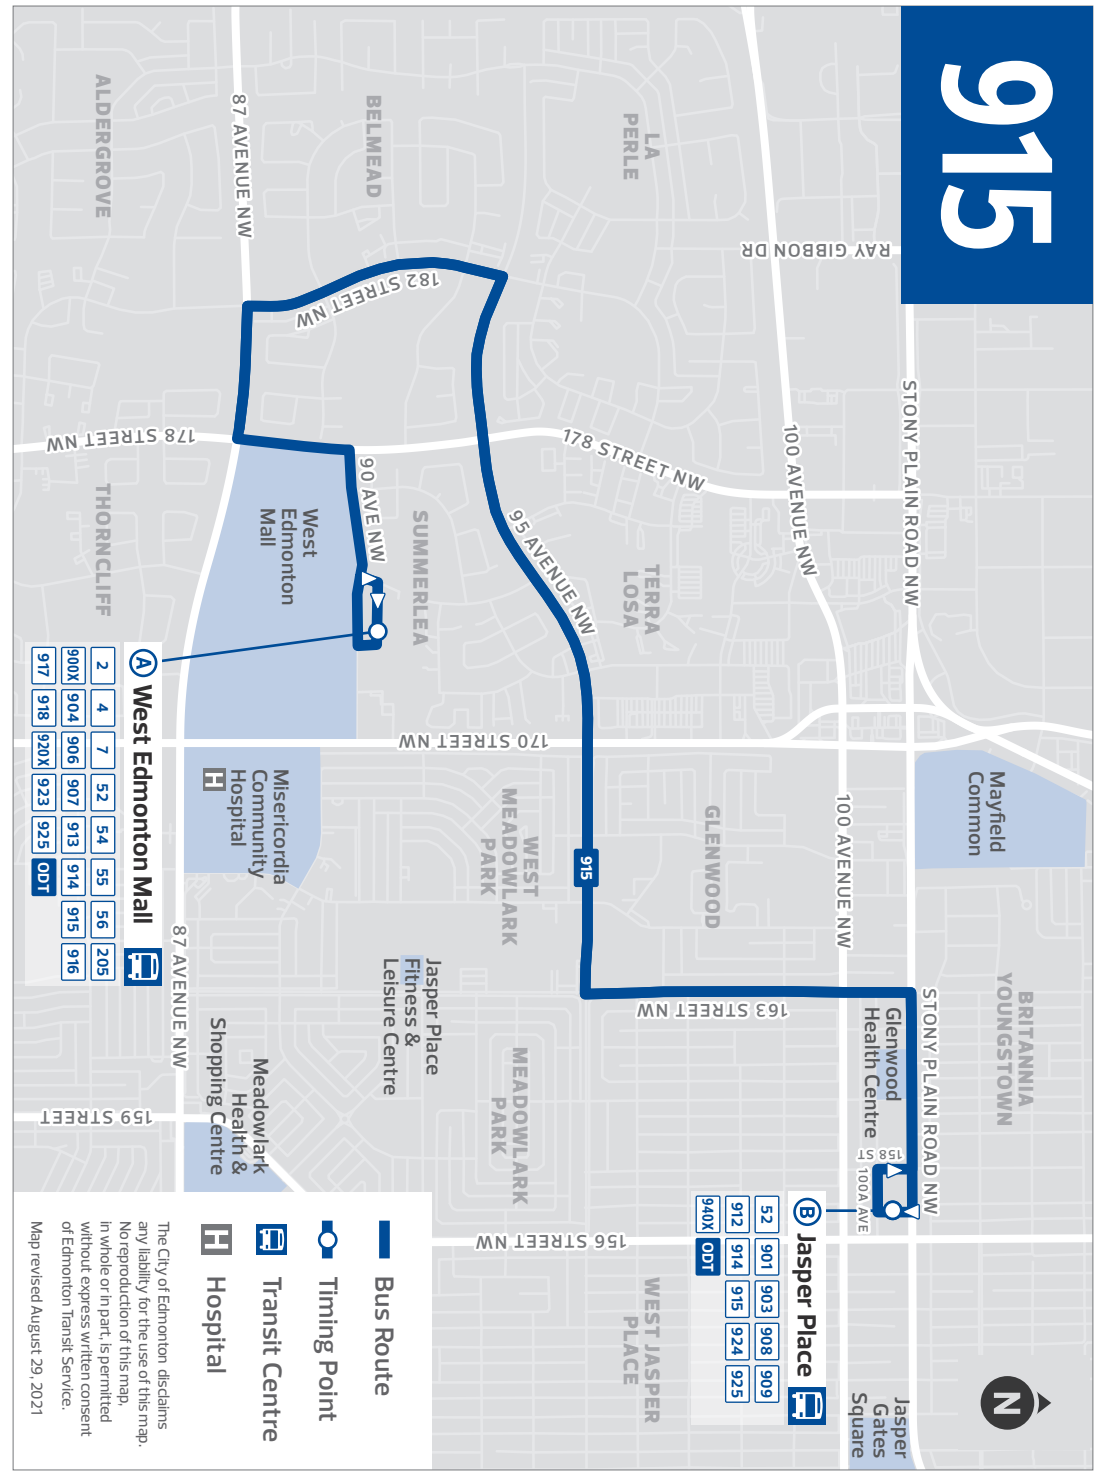 915
RAY GIBBON DR
STONY PLAIN ROAD NW
100 AVENUE NW
LA
PERLE
BELMEAD
87 AVENUE NW
ALDERGROVE
182 STREET NW
178 STREET NW
178 STREET NW
90 AVE NW
95 AVENUE NW
SUMMERLEA
TERRA
LOSA
THORNCLIFF
West
Edmonton
Mall
170 STREET NW
Mayfield
Common
100 AVENUE NW
GLENWOOD
WEST
MEADOWLARK
PARK
915
Misericordia
Community
Hospital
H
A West Edmonton Mall
2 4 7 52 54 55 56 205
900X 904 906 907 913 914 915 916
917 918 920X 923 925 ODT
87 AVENUE NW
BRITANNIA
YOUNGSTOWN
STONY PLAIN ROAD NW
163 STREET NW
Glenwood
Health Centre
Jasper Place
Fitness &
Leisure Centre
MEADOWLARK
PARK
Meadowlark
Health &
Shopping Centre
159 STREET
158 ST
100A AVE
156 STREET NW
B Jasper Place
52 901 903 908 909
912 914 915 924 925
940X ODT
WEST JASPER
PLACE
Jasper
Gates
Square
N
Bus Route
Timing Point
Transit Centre
H Hospital
The City of Edmonton disclaims
any liability for the use of this map.
No reproduction of this map,
in whole or in part, is permitted
without express written consent
of Edmonton Transit Service.
Map revised August 29, 2021